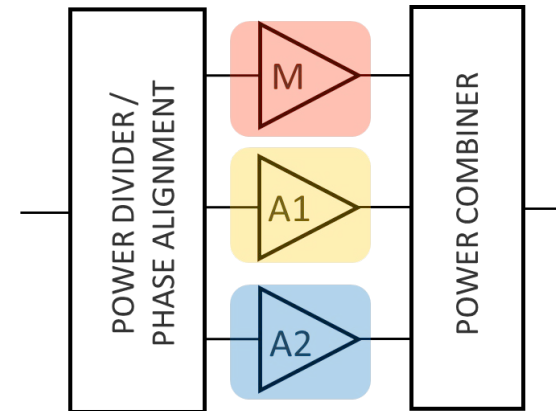 POWER DIVIDER/
PHASE ALIGNMENT
M
A1
A2
POWER COMBINER